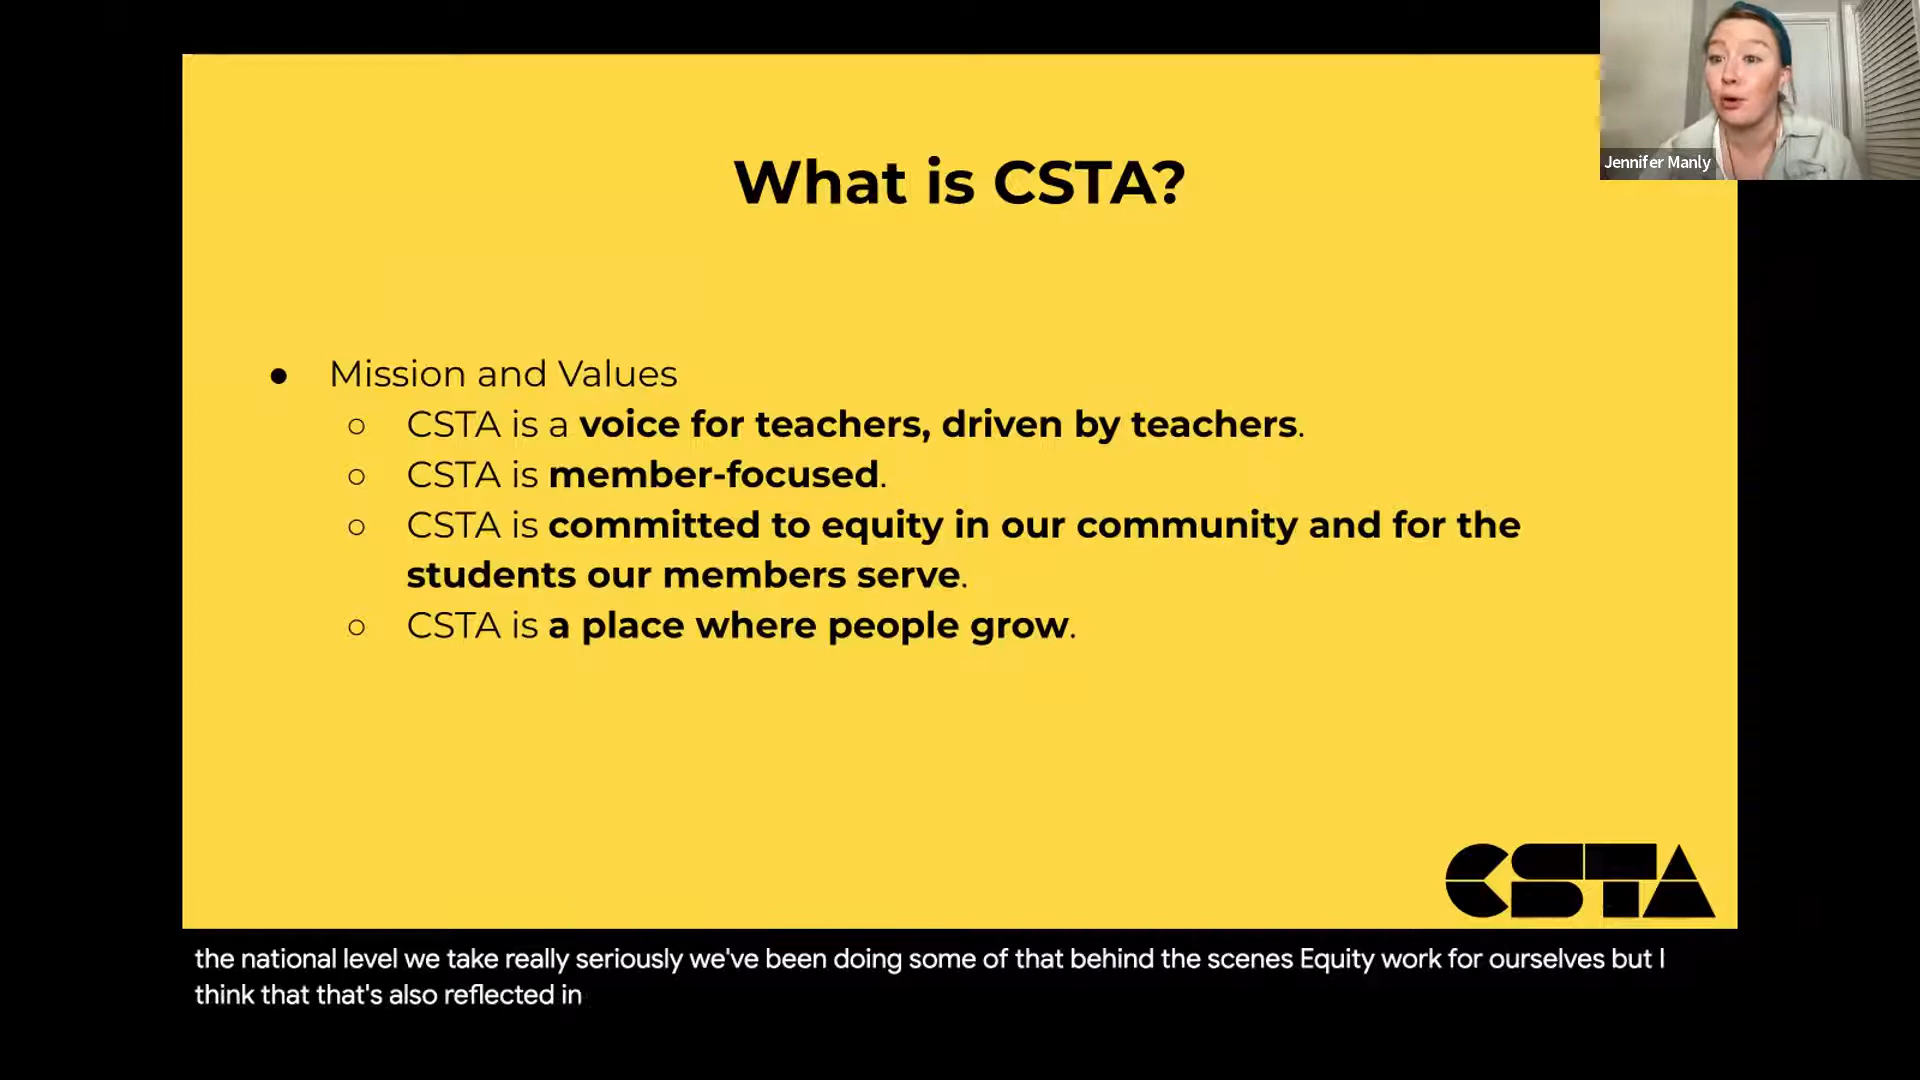 Jennifer Manly
What is CSTA?
● Mission and Values
○ CSTA is a voice for teachers, driven by teachers.
○ CSTA is member-focused.
○ CSTA is committed to equity in our community and for the
students our members serve.
○ CSTA is a place where people grow.
CSTA
the national level we take really seriously we've been doing some of that behind the scenes Equity work for ourselves but I
think that that's also reflected in